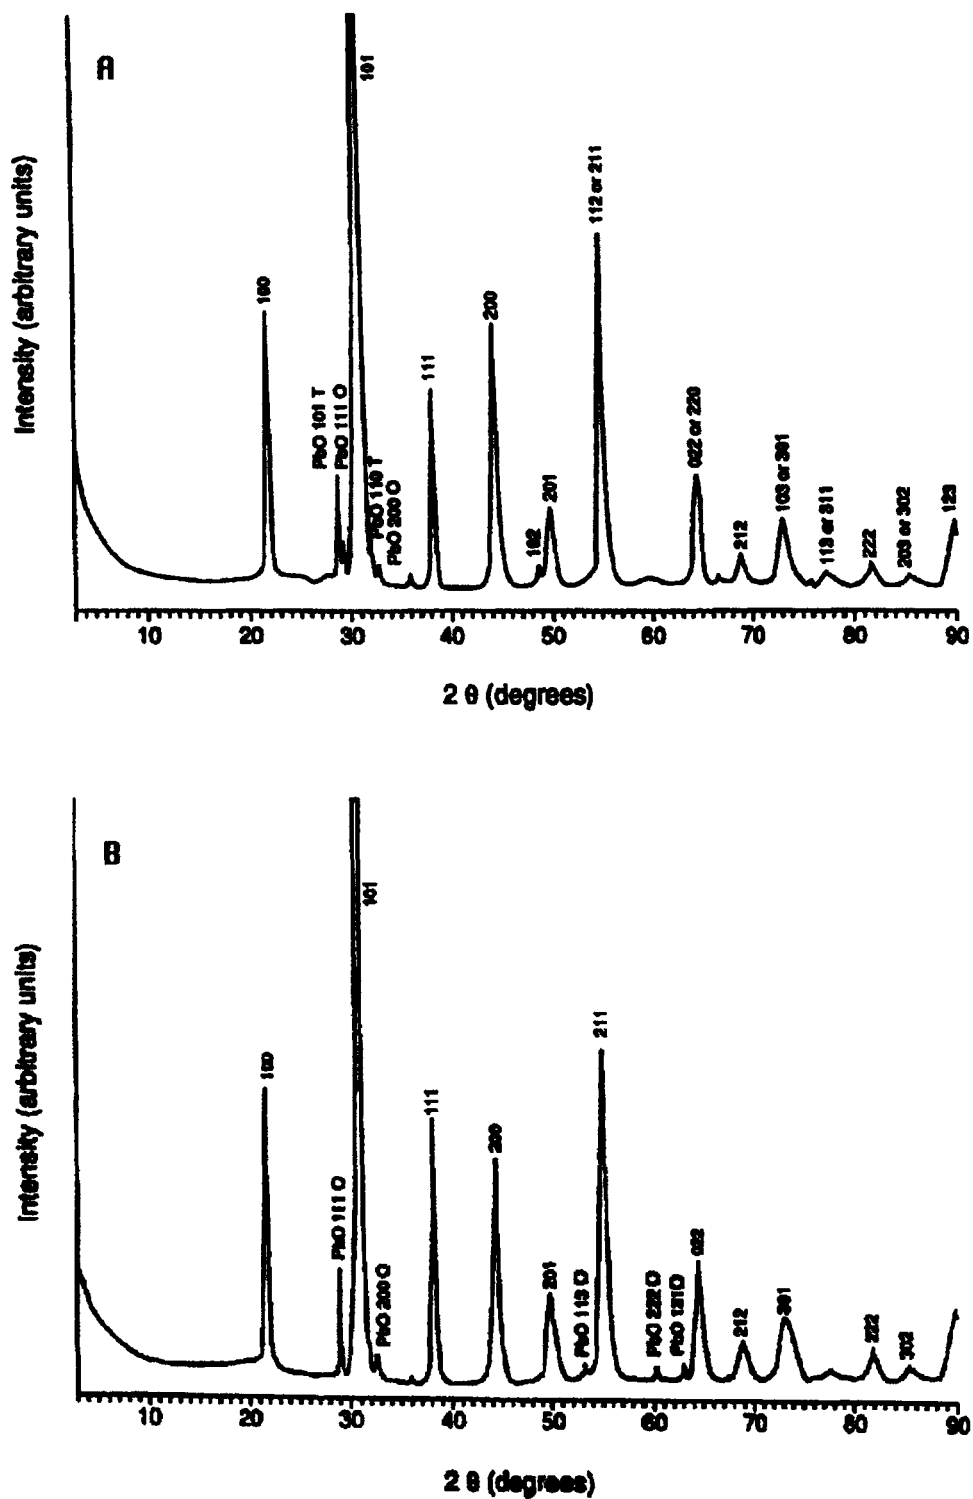 A
Intensity (arbitrary units)
100
PbO 101 T
PbO 111 O
101
PbO 110 T
PbO 200 O
111
200
102
201
112 or 211
022 or 220
212
103 or 301
113 or 311
222
203 or 302
123
10 20 30 40 50 60 70 80 90
2 θ (degrees)
B
Intensity (arbitrary units)
100
PbO 111 O
101
PbO 200 O
111
200
201
PbO 113 O
211
PbO 222 O
PbO 131 O
022
212
301
222
302
10 20 30 40 50 60 70 80 90
2 θ (degrees)